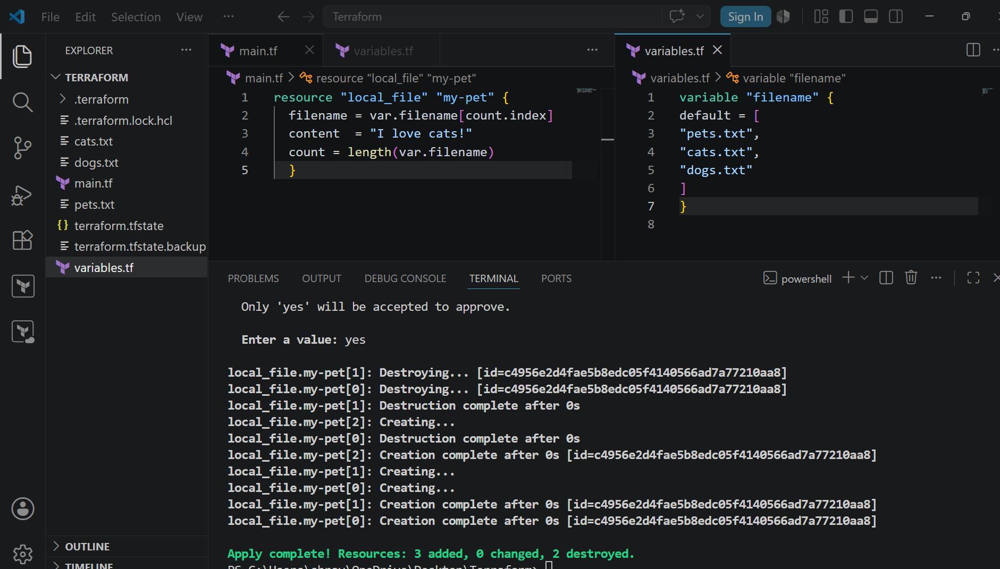 File Edit Selection View ... Terraform Sign In
EXPLORER ...
TERRAFORM
.terraform
.terraform.lock.hcl
cats.txt
dogs.txt
main.tf
pets.txt
terraform.tfstate
terraform.tfstate.backup
variables.tf
OUTLINE
TIMELINE
main.tf variables.tf ...
main.tf > resource "local_file" "my-pet"
1 resource "local_file" "my-pet" {
2 filename = var.filename[count.index]
3 content  = "I love cats!"
4 count = length(var.filename)
5 }
variables.tf
variables.tf > variable "filename"
1 variable "filename" {
2 default = [
3 "pets.txt",
4 "cats.txt",
5 "dogs.txt"
6 ]
7 }
8
PROBLEMS OUTPUT DEBUG CONSOLE TERMINAL PORTS powershell
Only 'yes' will be accepted to approve.
Enter a value: yes
local_file.my-pet[1]: Destroying... [id=c4956e2d4fae5b8edc05f4140566ad7a77210aa8]
local_file.my-pet[0]: Destroying... [id=c4956e2d4fae5b8edc05f4140566ad7a77210aa8]
local_file.my-pet[1]: Destruction complete after 0s
local_file.my-pet[2]: Creating...
local_file.my-pet[0]: Destruction complete after 0s
local_file.my-pet[2]: Creation complete after 0s [id=c4956e2d4fae5b8edc05f4140566ad7a77210aa8]
local_file.my-pet[1]: Creating...
local_file.my-pet[0]: Creating...
local_file.my-pet[1]: Creation complete after 0s [id=c4956e2d4fae5b8edc05f4140566ad7a77210aa8]
local_file.my-pet[0]: Creation complete after 0s [id=c4956e2d4fae5b8edc05f4140566ad7a77210aa8]
Apply complete! Resources: 3 added, 0 changed, 2 destroyed.